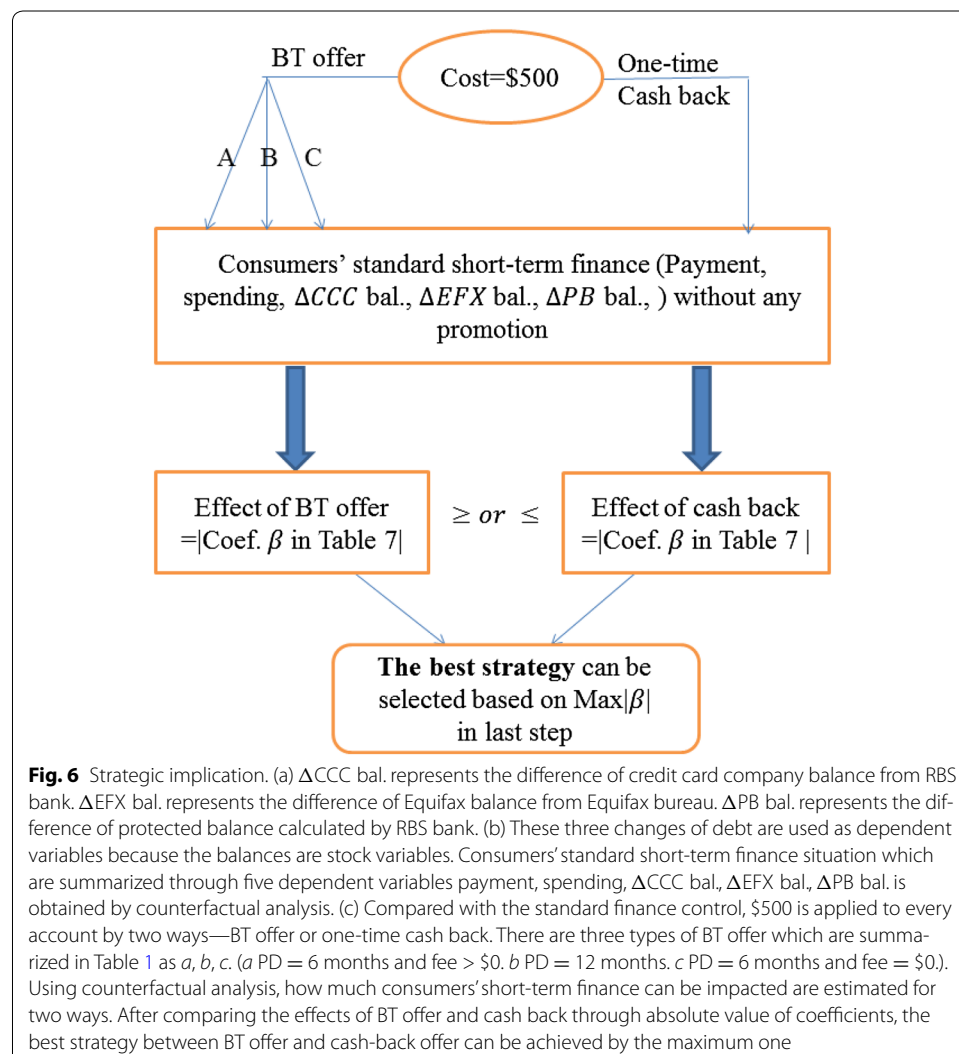 BT offer
Cost=$500
One-time
Cash back
A
B
C
Consumers' standard short-term finance (Payment,
spending, ΔCCC bal., ΔEFX bal., ΔPB bal., ) without any
promotion
Effect of BT offer
=|Coef. β in Table 7|
≥ or ≤
Effect of cash back
=|Coef. β in Table 7 |
The best strategy can be
selected based on Max|β|
in last step
Fig. 6 Strategic implication. (a) ΔCCC bal. represents the difference of credit card company balance from RBS
bank. ΔEFX bal. represents the difference of Equifax balance from Equifax bureau. ΔPB bal. represents the dif-
ference of protected balance calculated by RBS bank. (b) These three changes of debt are used as dependent
variables because the balances are stock variables. Consumers' standard short-term finance situation which
are summarized through five dependent variables payment, spending, ΔCCC bal., ΔEFX bal., ΔPB bal. is
obtained by counterfactual analysis. (c) Compared with the standard finance control, $500 is applied to every
account by two ways—BT offer or one-time cash back. There are three types of BT offer which are summa-
rized in Table 1 as a, b, c. (a PD = 6 months and fee > $0. b PD = 12 months. c PD = 6 months and fee = $0.).
Using counterfactual analysis, how much consumers' short-term finance can be impacted are estimated for
two ways. After comparing the effects of BT offer and cash back through absolute value of coefficients, the
best strategy between BT offer and cash-back offer can be achieved by the maximum one